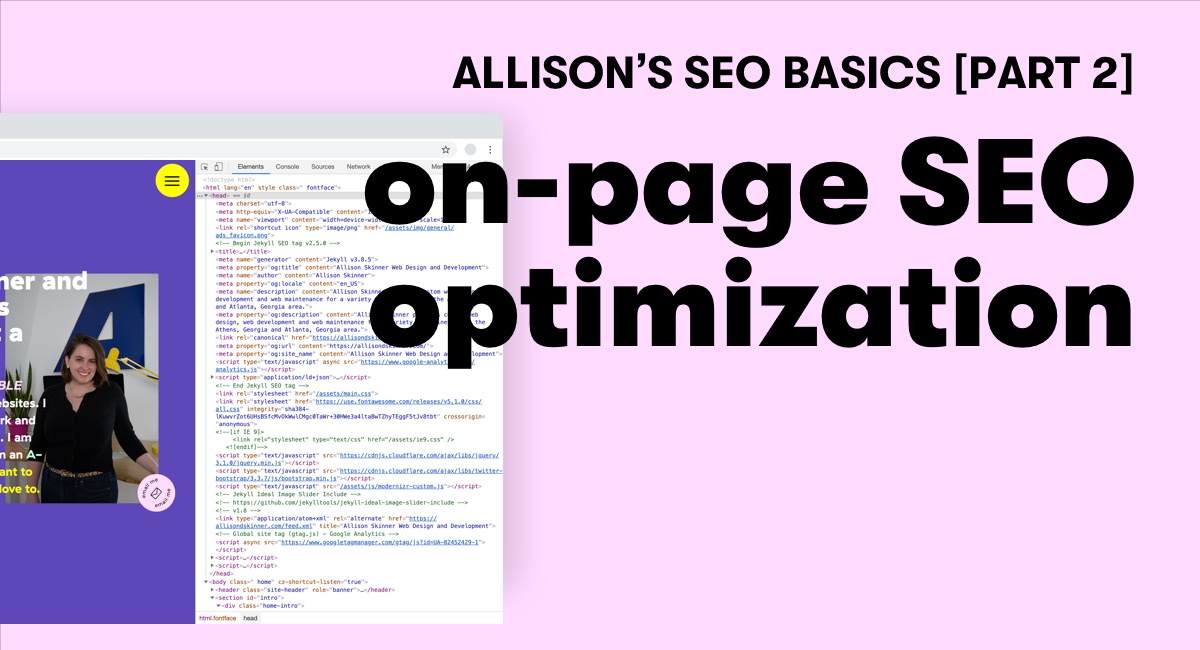 ALLISON’S SEO BASICS [PART 2]
on-page SEO
optimization
ner and
s
t a
BLE
ebsites. I
rk and
. I am
m an A–
ant to
love to.
email me
email me
Elements Console Sources Network
<!doctype html>
<html lang="en" style class=" fontface">
<head> == $0
<meta charset="utf-8">
<meta http-equiv="X-UA-Compatible" content=
<meta name="viewport" content="width=device-wid
<link rel="shortcut icon" type="image/png" href="/assets/img/general/
ads_favicon.png">
<!-- Begin Jekyll SEO tag v2.5.0 -->
<title>…</title>
<meta name="generator" content="Jekyll v3.8.5">
<meta property="og:title" content="Allison Skinner Web Design and Development">
<meta name="author" content="Allison Skinner">
<meta property="og:locale" content="en_US">
<meta name="description" content="Allison
development and web maintenance for a variety
and Atlanta, Georgia area.">
<meta property="og:description" content=
design, web development and web maintenance
Athens, Georgia and Atlanta, Georgia area.">
<link rel="canonical" href="https://allisondsk
<meta property="og:url" content="https://allisonds
<meta property="og:site_name" content="Allison Skinner Web Design and Development">
<script type="text/javascript" async src="https://www.google-analyt
analytics.js"></script>
<script type="application/ld+json">…</script>
<!-- End Jekyll SEO tag -->
<link rel="stylesheet" href="/assets/main.css">
<link rel="stylesheet" href="https://use.fontawesome.com/releases/v5.1.0/css/
all.css" integrity="sha384-
crossorigin=
"anonymous">
<!--[if IE 9]>
<link rel="stylesheet" type="text/css" href="/assets/ie9.css" />
<![endif]-->
<script type="text/javascript" src="https://cdnjs.cloudflare.com/ajax/libs/jquery/
3.1.0/jquery.min.js"></script>
<script type="text/javascript" src="https://cdnjs.cloudflare.com/ajax/libs/twitter-
bootstrap/3.3.7/js/bootstrap.min.js"></script>
<script type="text/javascript" src="/assets/js/modernizr-custom.js"></script>
<!-- Jekyll Ideal Image Slider Include -->
<!-- https://github.com/jekylltools/jekyll-ideal-image-slider-include -->
<!-- v1.8 -->
<link type="application/atom+xml" rel="alternate" href="https://
allisondskinner.com/feed.xml" title="Allison Skinner Web Design and Development">
<!-- Global site tag (gtag.js) - Google Analytics -->
<script async src="https://www.googletagmanager.com/gtag/js?id=UA-82452429-1">
</script>
<script>…</script>
<script>…</script>
</head>
<body class=" home" cz-shortcut-listen="true">
<header class="site-header" role="banner">…</header>
<section id="intro">
<div class="home-intro">
html.fontface head